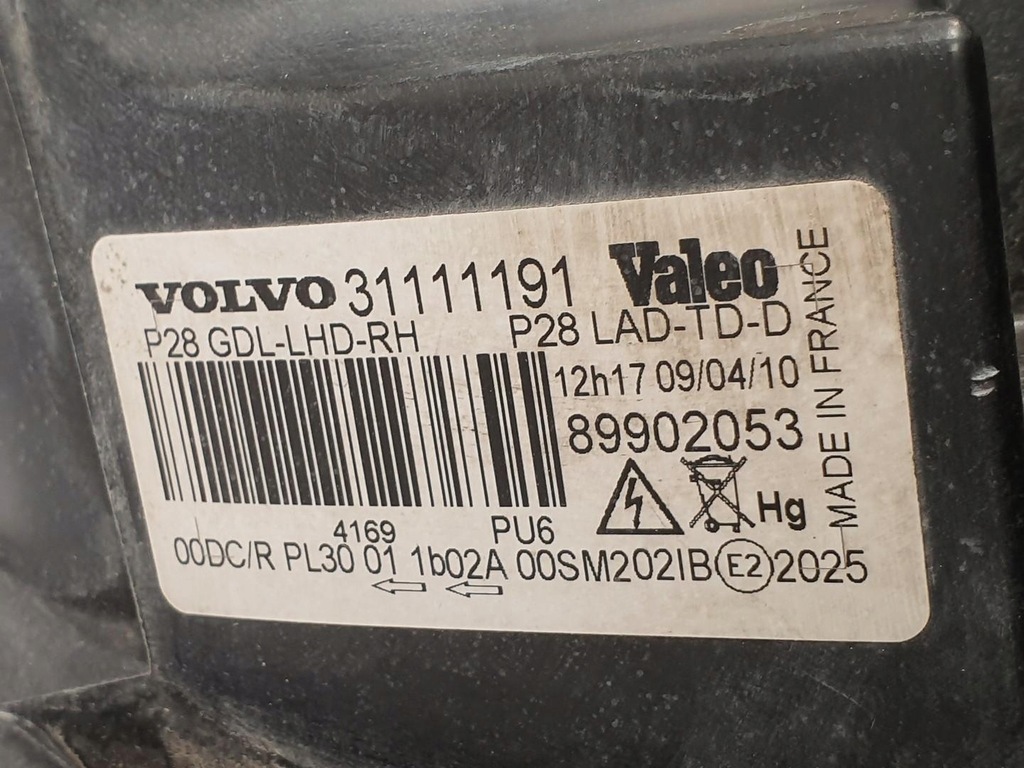 VOLVO 31111191 Valeo
P28 GDL-LHD-RH P28 LAD-TD-D
12h17 09/04/10
89902053
Hg
4169 PU6
00DC/R PL30 01 1b02A 00SM202IB E2 2025
MADE IN FRANCE